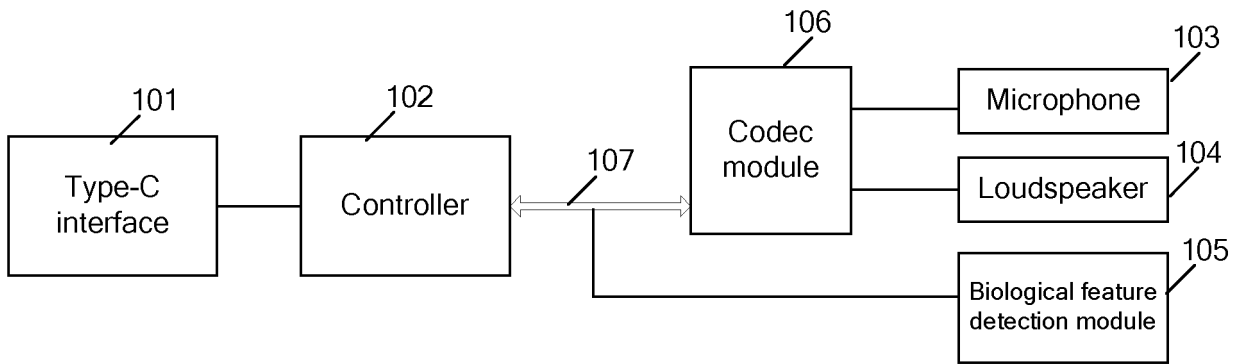 106
103
Microphone
101
102
Codec
module
107
104
Type-C
interface
Controller
Loudspeaker
105
Biological feature
detection module